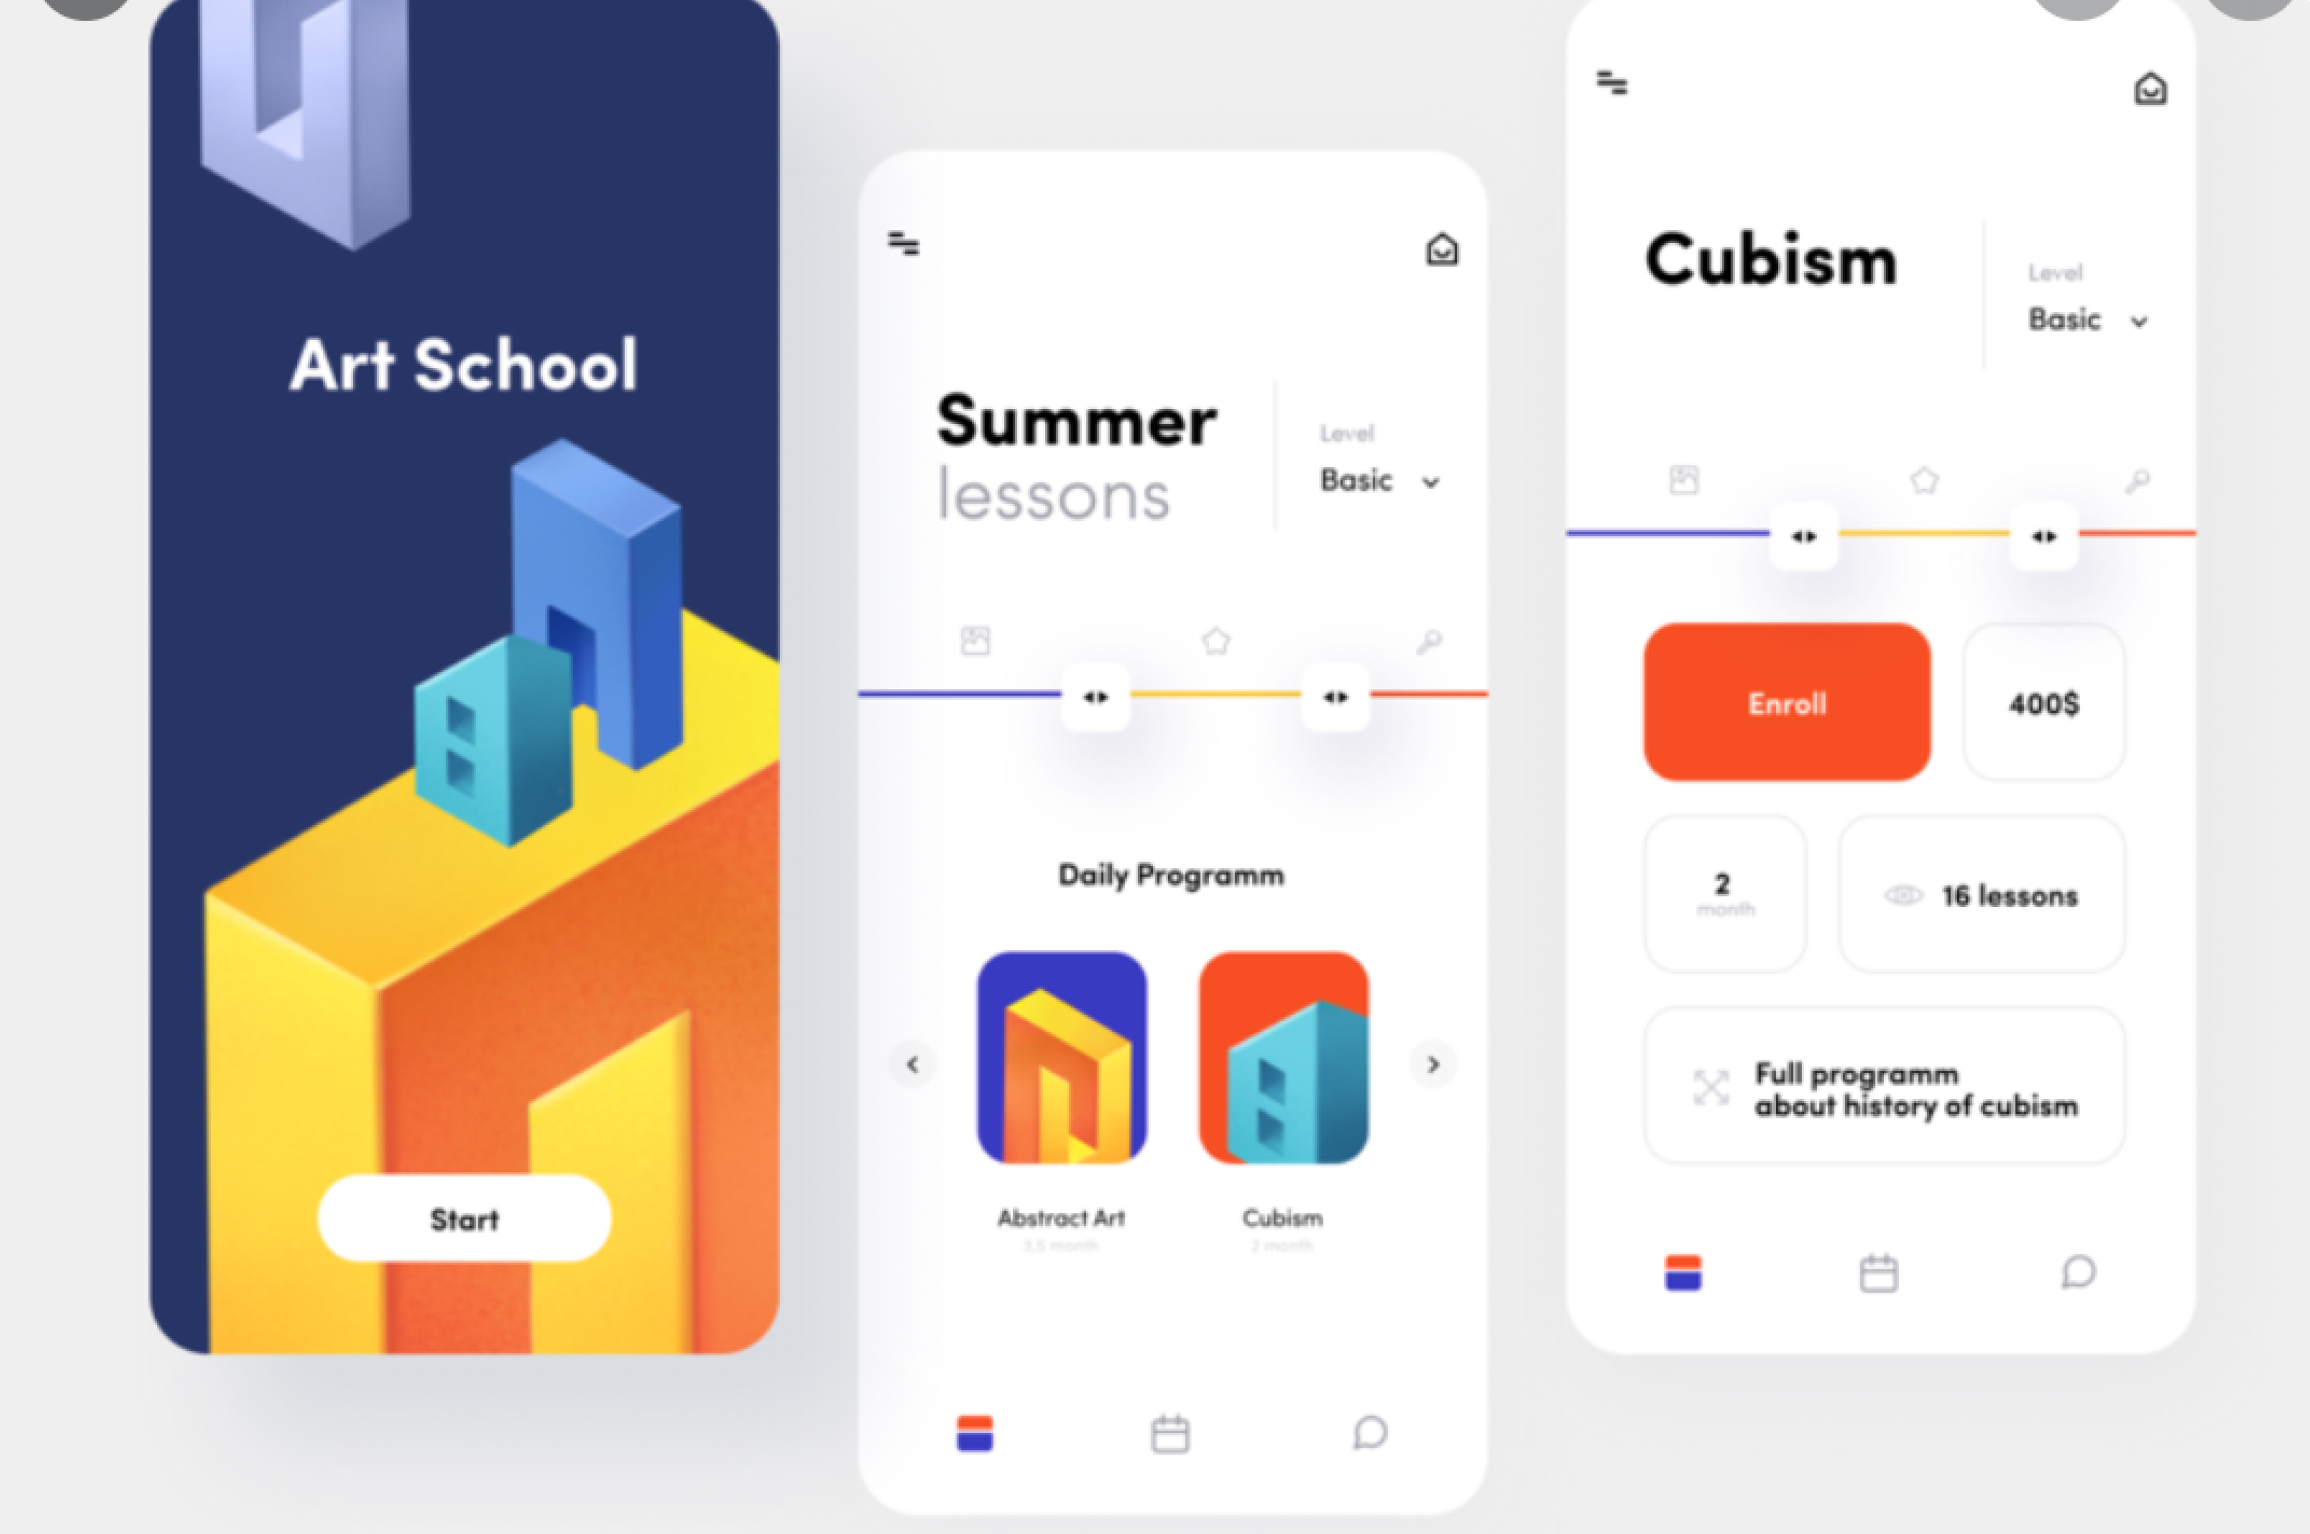 Art School
Start
Summer
lessons
Level
Basic
Daily Programm
Abstract Art
3,5 month
Cubism
2 month
Cubism
Level
Basic
Enroll
400$
2
month
16 lessons
Full programm
about history of cubism